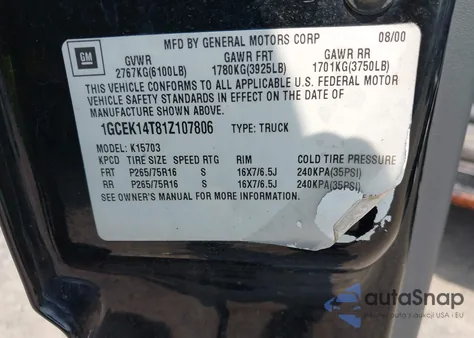 MFD BY GENERAL MOTORS CORP 08/00
GM
GVWR GAWR FRT GAWR RR
2767KG(6100LB) 1780KG(3925LB) 1701KG(3750LB)
THIS VEHICLE CONFORMS TO ALL APPLICABLE U.S. FEDERAL MOTOR
VEHICLE SAFETY STANDARDS IN EFFECT ON THE DATE OF
MANUFACTURE SHOWN ABOVE.
1GCEK14T81Z107806 TYPE: TRUCK
MODEL: K15703
KPCD TIRE SIZE SPEED RTG RIM COLD TIRE PRESSURE
FRT P265/75R16 S 16X7/6.5J 240KPA(35PSI)
RR P265/75R16 S 16X7/6.5J 240KPA(35PSI)
SEE OWNER'S MANUAL FOR MORE INFORMATION.
autoSnap
USA i EU